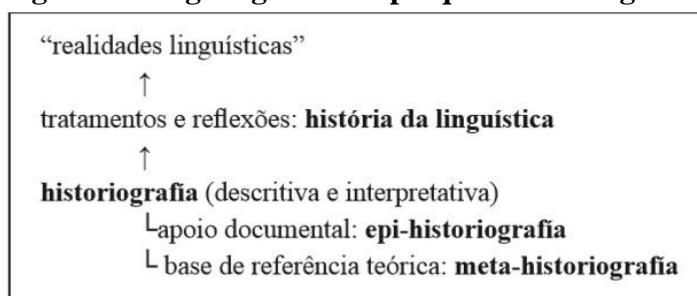 “realidades linguísticas”
↑
tratamentos e reflexões: história da linguística
↑
historiografia (descritiva e interpretativa)
└apoio documental: epi-historiografia
└ base de referência teórica: meta-historiografia